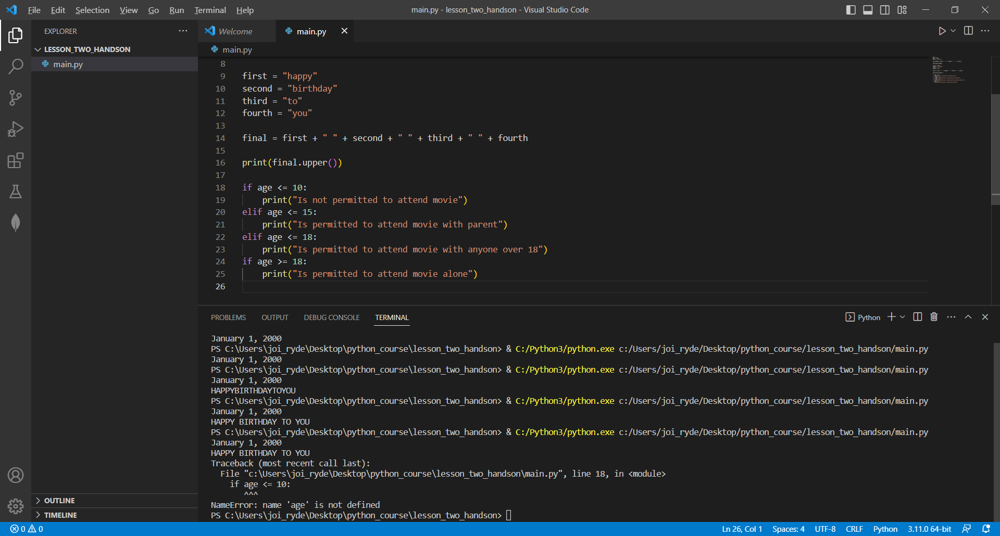 File Edit Selection View Go Run Terminal Help
main.py - lesson_two_handson - Visual Studio Code
EXPLORER
LESSON_TWO_HANDSON
main.py
OUTLINE
TIMELINE
Welcome
main.py
main.py
8
9 first = "happy"
10 second = "birthday"
11 third = "to"
12 fourth = "you"
13
14 final = first + " " + second + " " + third + " " + fourth
15
16 print(final.upper())
17
18 if age <= 10:
19 print("Is not permitted to attend movie")
20 elif age <= 15:
21 print("Is permitted to attend movie with parent")
22 elif age <= 18:
23 print("Is permitted to attend movie with anyone over 18")
24 if age >= 18:
25 print("Is permitted to attend movie alone")
26
PROBLEMS OUTPUT DEBUG CONSOLE TERMINAL
Python
January 1, 2000
PS C:\Users\joi_ryde\Desktop\python_course\lesson_two_handson> & C:/Python3/python.exe c:/Users/joi_ryde/Desktop/python_course/lesson_two_handson/main.py
January 1, 2000
PS C:\Users\joi_ryde\Desktop\python_course\lesson_two_handson> & C:/Python3/python.exe c:/Users/joi_ryde/Desktop/python_course/lesson_two_handson/main.py
January 1, 2000
HAPPYBIRTHDAYTOYOU
PS C:\Users\joi_ryde\Desktop\python_course\lesson_two_handson> & C:/Python3/python.exe c:/Users/joi_ryde/Desktop/python_course/lesson_two_handson/main.py
January 1, 2000
HAPPY BIRTHDAY TO YOU
PS C:\Users\joi_ryde\Desktop\python_course\lesson_two_handson> & C:/Python3/python.exe c:/Users/joi_ryde/Desktop/python_course/lesson_two_handson/main.py
January 1, 2000
HAPPY BIRTHDAY TO YOU
Traceback (most recent call last):
File "c:\Users\joi_ryde\Desktop\python_course\lesson_two_handson\main.py", line 18, in <module>
if age <= 10:
^^^
NameError: name 'age' is not defined
PS C:\Users\joi_ryde\Desktop\python_course\lesson_two_handson>
0 0
Ln 26, Col 1 Spaces: 4 UTF-8 CRLF Python 3.11.0 64-bit